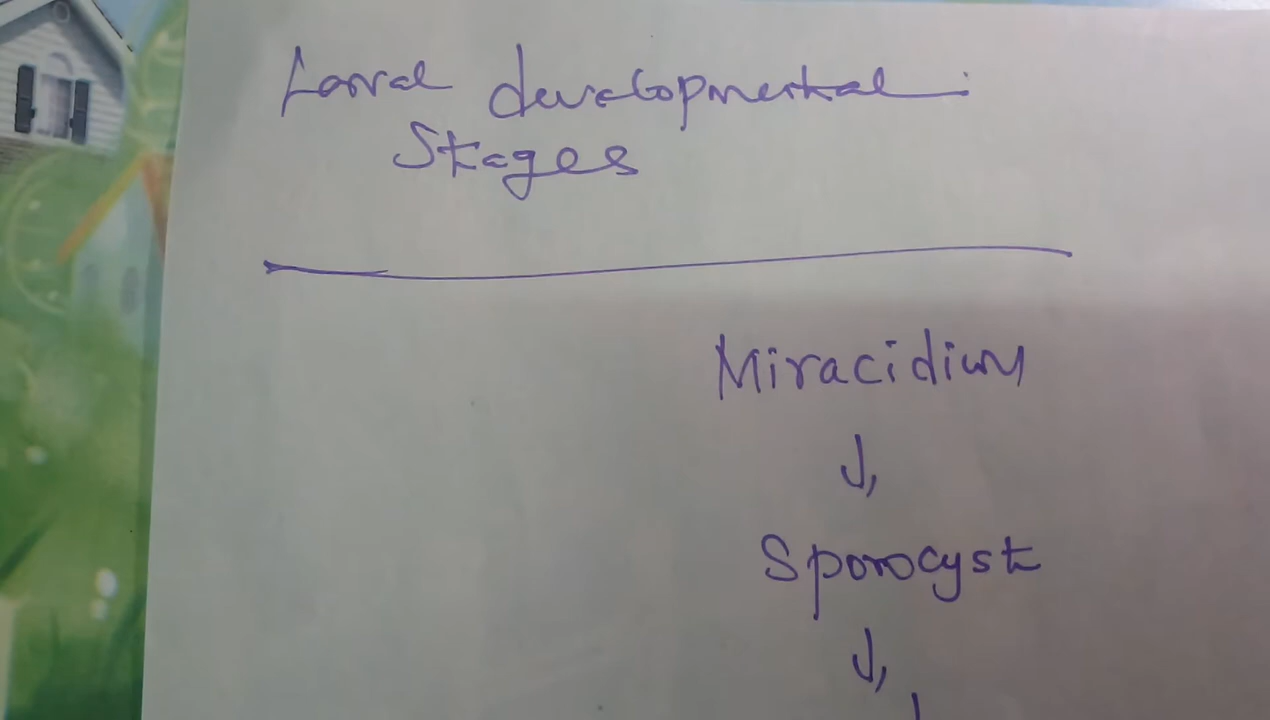 Larval developmental
Stages
Miracidium
↓
Sporocyst
↓